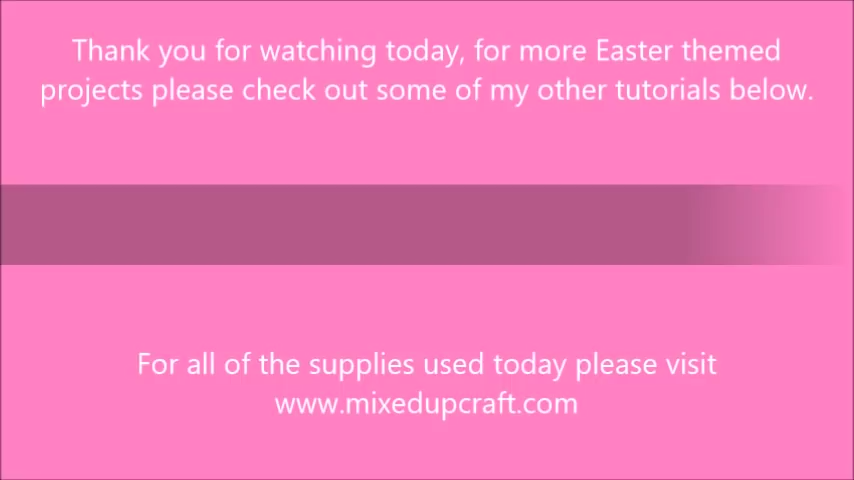 Thank you for watching today, for more Easter themed
projects please check out some of my other tutorials below.
For all of the supplies used today please visit
www.mixedupcraft.com